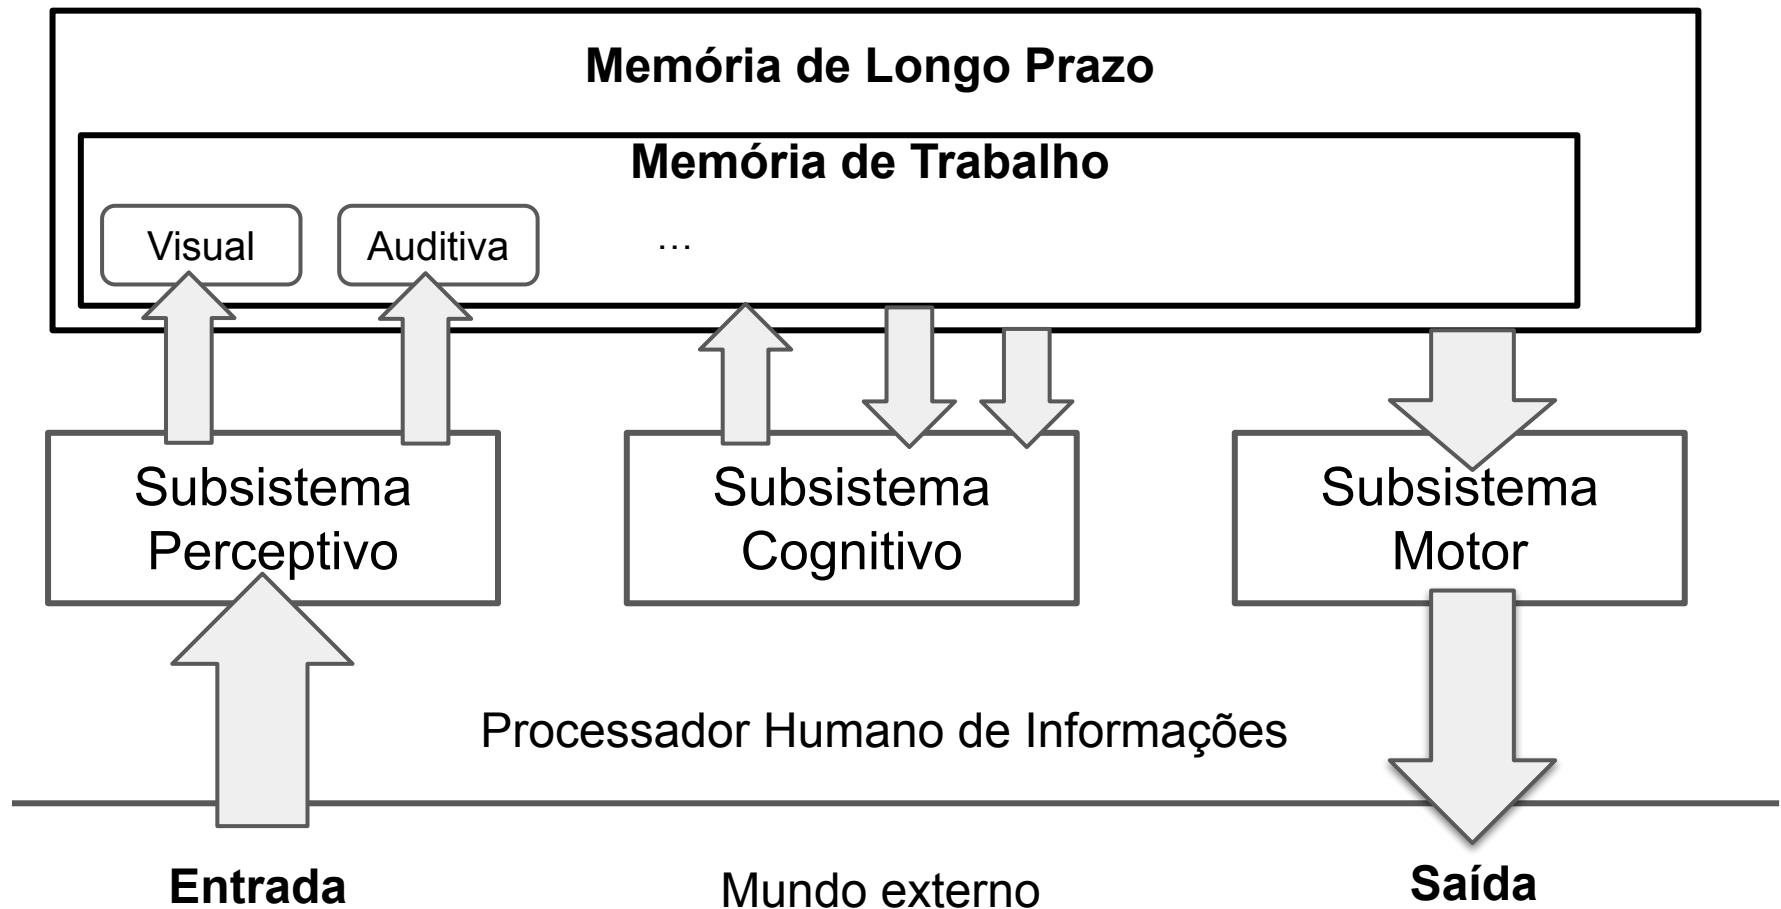 Memória de Longo Prazo
Memória de Trabalho
Visual
Auditiva
...
Subsistema
Perceptivo
Subsistema
Cognitivo
Subsistema
Motor
Processador Humano de Informações
Entrada
Mundo externo
Saída